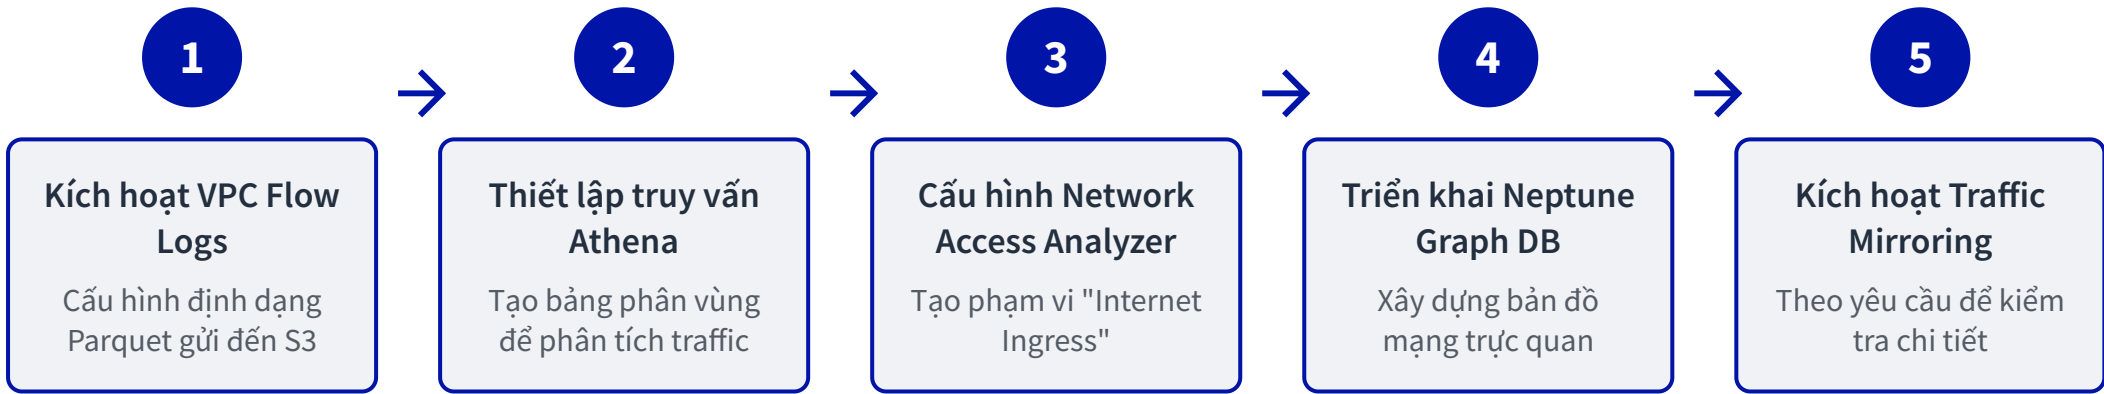 1
Kích hoạt VPC Flow
Logs
Cấu hình định dạng
Parquet gửi đến S3
2
Thiết lập truy vấn
Athena
Tạo bảng phân vùng
để phân tích traffic
3
Cấu hình Network
Access Analyzer
Tạo phạm vi "Internet
Ingress"
4
Triển khai Neptune
Graph DB
Xây dựng bản đồ
mạng trực quan
5
Kích hoạt Traffic
Mirroring
Theo yêu cầu để kiểm
tra chi tiết